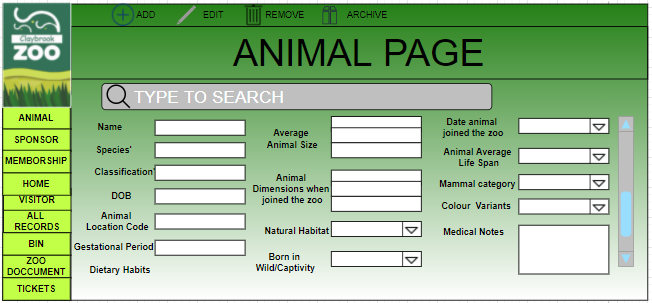 ADD EDIT REMOVE ARCHIVE
Claybrook
ZOO
ANIMAL PAGE
TYPE TO SEARCH
ANIMAL
SPONSOR
MEMBORSHIP
HOME
VISITOR
ALL
RECORDS
BIN
ZOO
DOCCUMENT
TICKETS
Name
Species'
Classification'
DOB
Animal
Location Code
Gestational Period
Dietary Habits
Average
Animal Size
Animal
Dimensions when
joined the zoo
Natural Habitat
Born in
Wild/Captivity
Date animal
joined the zoo
Animal Average
Life Span
Mammal category
Colour Variants
Medical Notes